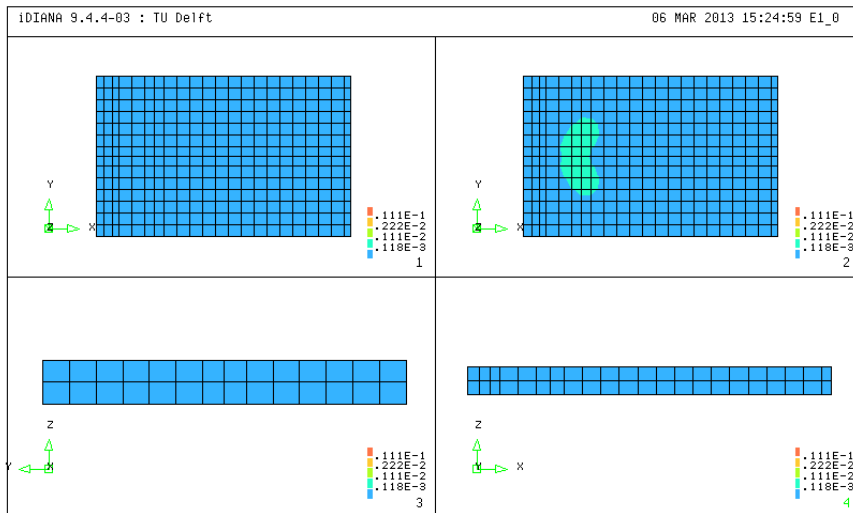 iDIANA 9.4.4-03 : TU Delft
06 MAR 2013 15:24:59 E1_0
Y
Z
X
.111E-1
.222E-2
.111E-2
.118E-3
1
Y
Z
X
.111E-1
.222E-2
.111E-2
.118E-3
2
Z
Y
X
.111E-1
.222E-2
.111E-2
.118E-3
3
Z
Y
X
.111E-1
.222E-2
.111E-2
.118E-3
4